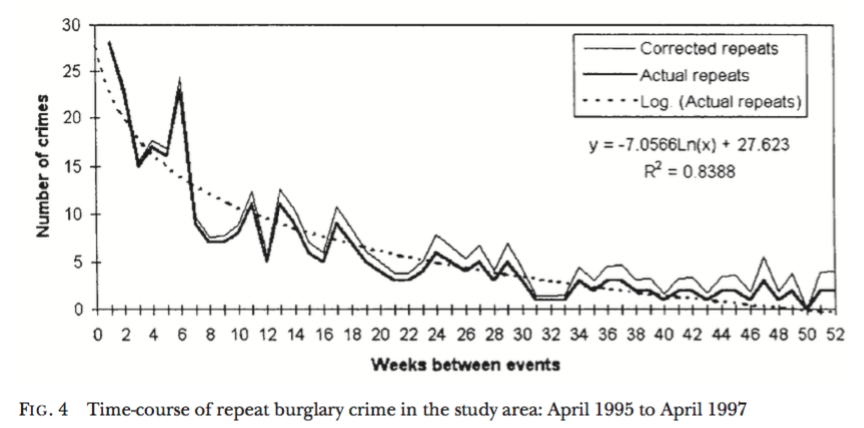 30
25
20
15
10
5
0
Number of crimes
Corrected repeats
Actual repeats
Log. (Actual repeats)
y = -7.0566Ln(x) + 27.623
R² = 0.8388
0 2 4 6 8 10 12 14 16 18 20 22 24 26 28 30 32 34 36 38 40 42 44 46 48 50 52
Weeks between events
FIG. 4 Time-course of repeat burglary crime in the study area: April 1995 to April 1997